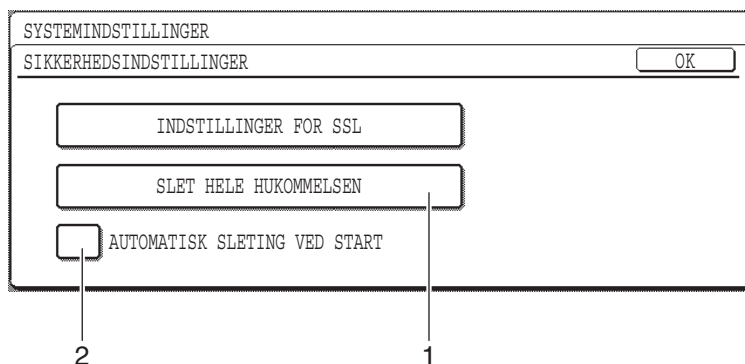 SYSTEMINDSTILLINGER
SIKKERHEDSINDSTILLINGER OK
INDSTILLINGER FOR SSL
SLET HELE HUKOMMELSEN
AUTOMATISK SLETING VED START
2 1